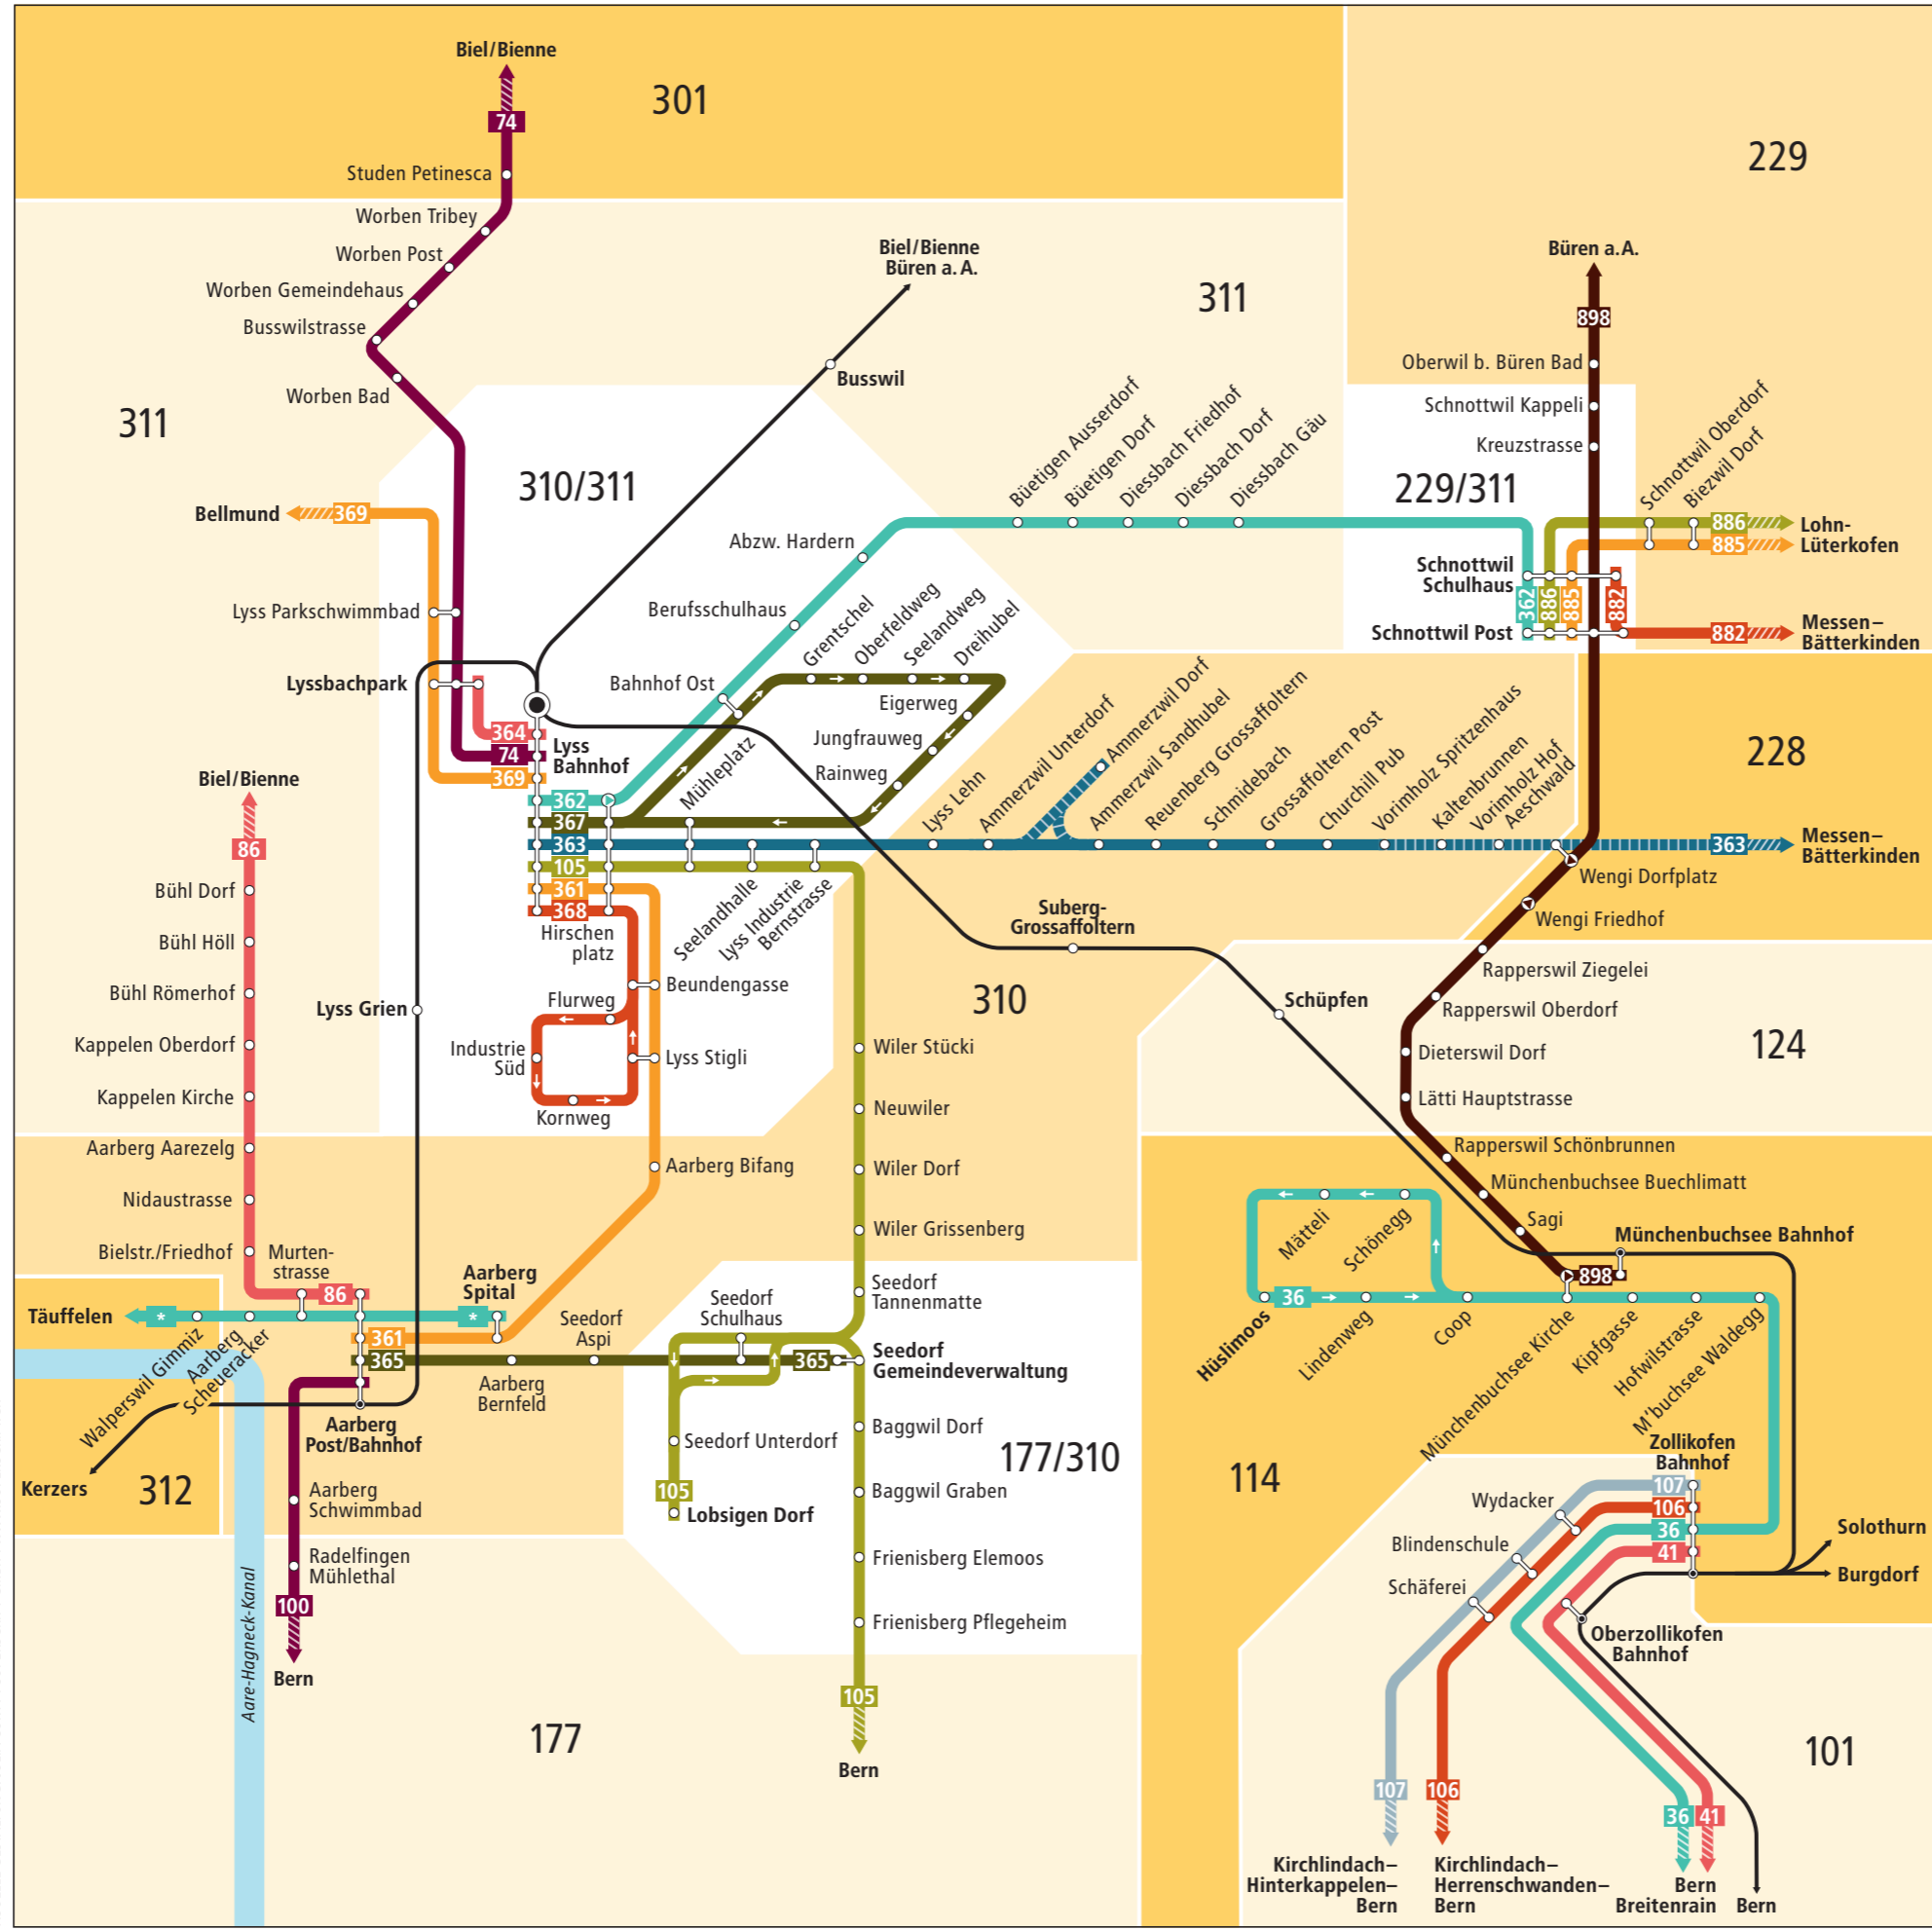 Biel/Bienne
301
74
229
Studen Petinesca
Worben Tribey
Worben Post
Worben Gemeindehaus
Busswilstrasse
Worben Bad
Biel/Bienne
Büren a. A.
311
Büren a. A.
898
Busswil
Oberwil b. Büren Bad
Schnottwil Kappeli
Kreuzstrasse
311
310/311
229/311
Büetigen Ausserdorf
Büetigen Dorf
Diessbach Friedhof
Diessbach Dorf
Diessbach Gäu
Schnottwil Oberdorf
Biezwil Dorf
Bellmund
369
886
885
Lohn-
Lüterkofen
Abzw. Hardern
Schnottwil
Schulhaus
Berufsschulhaus
362
886
885
882
Lyss Parkschwimmbad
Schnottwil Post
882
Messen–
Bätterkinden
Grentschel
Oberfeldweg
Seelandweg
Dreihubel
Lyssbachpark
Bahnhof Ost
Eigerweg
Jungfrauweg
Rainweg
Mühleplatz
364
74
369
Lyss
Bahnhof
228
Biel/Bienne
86
362
367
363
105
361
368
Lyss Lehn
Ammerzwil Unterdorf
Ammerzwil Dorf
Ammerzwil Sandhubel
Reuenberg Grossaffoltern
Schmidebach
Grossaffoltern Post
Churchill Pub
Vorimholz Spritzenhaus
Kaltenbrunnen
Vorimholz Hof
Aeschwald
363
Messen–
Bätterkinden
Wengi Dorfplatz
Wengi Friedhof
Bühl Dorf
Bühl Höll
Bühl Römerhof
Kappelen Oberdorf
Kappelen Kirche
Aarberg Aarezelg
Nidaustrasse
Bielstr./Friedhof
Hirschen
platz
Seelandhalle
Lyss Industrie
Bernstrasse
Suberg-
Grossaffoltern
Rapperswil Ziegelei
Rapperswil Oberdorf
Dieterswil Dorf
Lätti Hauptstrasse
Rapperswil Schönbrunnen
Münchenbuchsee Buechlimatt
Sagi
Beundengasse
310
Schüpfen
Lyss Grien
Flurweg
Industrie
Süd
Lyss Stigli
Kornweg
Wiler Stücki
124
Neuwiler
Aarberg Bifang
Wiler Dorf
Wiler Grissenberg
Münchenbuchsee Bahnhof
898
Mätteli
Schönegg
Murten-
strasse
86
Aarberg
Spital
Seedorf
Tannenmatte
Täuffelen
*
*
36
Hüslimoos
Lindenweg
Coop
Münchenbuchsee Kirche
Kipfgasse
Hofwilstrasse
M'buchsee Waldegg
Walperswil Gimmiz
Aarberg
Scheueracker
361
365
Seedorf
Aspi
Seedorf
Schulhaus
365
Seedorf
Gemeindeverwaltung
Aarberg
Bernfeld
Aarberg
Post/Bahnhof
Baggwil Dorf
Seedorf Unterdorf
177/310
Kerzers
312
114
Zollikofen
Bahnhof
107
106
36
41
Aarberg
Schwimmbad
105
Lobsigen Dorf
Baggwil Graben
Wydacker
Blindenschule
Schäferei
Solothurn
Burgdorf
Radelfingen
Mühlethal
Frienisberg Elemoos
100
Bern
Aare-Hagneck-Kanal
Frienisberg Pflegeheim
Oberzollikofen
Bahnhof
105
Bern
177
101
107
106
36
41
Kirchlindach–
Hinterkappelen–
Bern
Kirchlindach–
Herrenschwanden–
Bern
Bern
Breitenrain
Bern